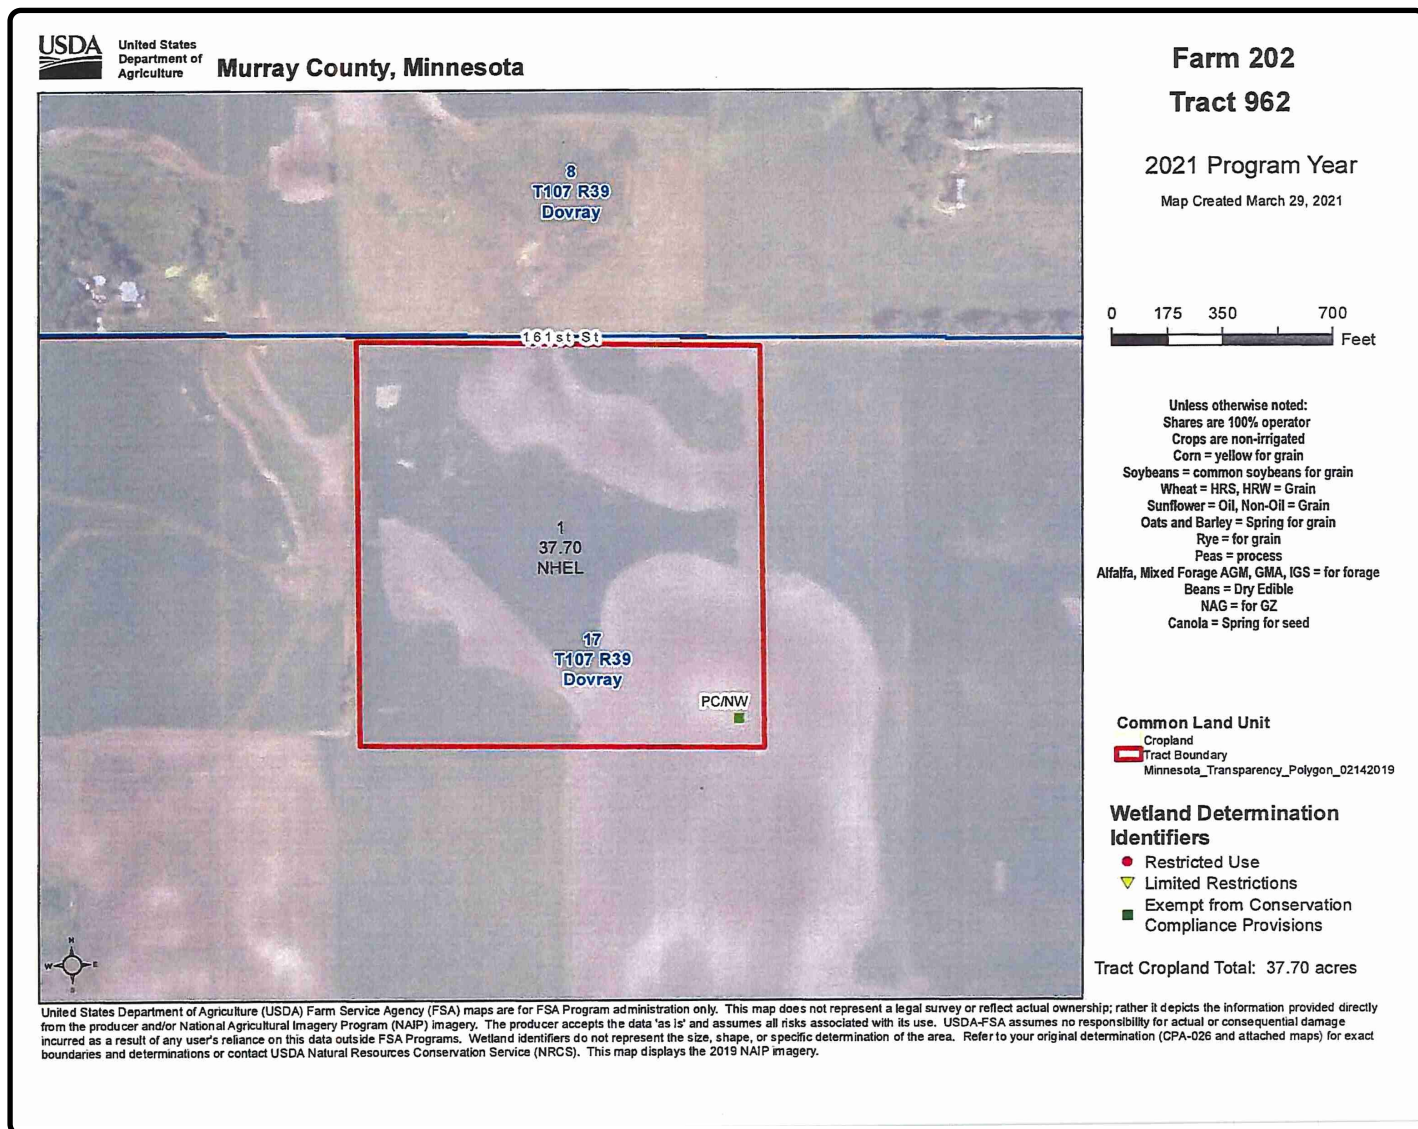 USDA
United States
Department of
Agriculture
Murray County, Minnesota
Farm 202
Tract 962
2021 Program Year
Map Created March 29, 2021
8
T107 R39
Dovray
161st St
1
37.70
NHEL
17
T107 R39
Dovray
PC/NW
N
W E
S
0 175 350 700
Feet
Unless otherwise noted:
Shares are 100% operator
Crops are non-irrigated
Corn = yellow for grain
Soybeans = common soybeans for grain
Wheat = HRS, HRW = Grain
Sunflower = Oil, Non-Oil = Grain
Oats and Barley = Spring for grain
Rye = for grain
Peas = process
Alfalfa, Mixed Forage AGM, GMA, IGS = for forage
Beans = Dry Edible
NAG = for GZ
Canola = Spring for seed
Common Land Unit
Cropland
Tract Boundary
Minnesota_Transparency_Polygon_02142019
Wetland Determination
Identifiers
Restricted Use
Limited Restrictions
Exempt from Conservation
Compliance Provisions
Tract Cropland Total: 37.70 acres
United States Department of Agriculture (USDA) Farm Service Agency (FSA) maps are for FSA Program administration only. This map does not represent a legal survey or reflect actual ownership; rather it depicts the information provided directly
from the producer and/or National Agricultural Imagery Program (NAIP) imagery. The producer accepts the data 'as is' and assumes all risks associated with its use. USDA-FSA assumes no responsibility for actual or consequential damage
incurred as a result of any user's reliance on this data outside FSA Programs. Wetland identifiers do not represent the size, shape, or specific determination of the area. Refer to your original determination (CPA-026 and attached maps) for exact
boundaries and determinations or contact USDA Natural Resources Conservation Service (NRCS). This map displays the 2019 NAIP imagery.